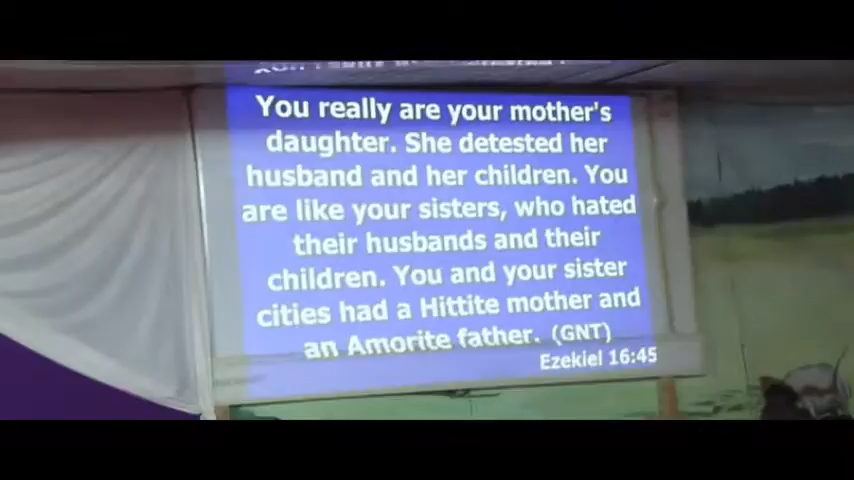 You really are your mother's
daughter. She detested her
husband and her children. You
are like your sisters, who hated
their husbands and their
children. You and your sister
cities had a Hittite mother and
an Amorite father. (GNT)
Ezekiel 16:45